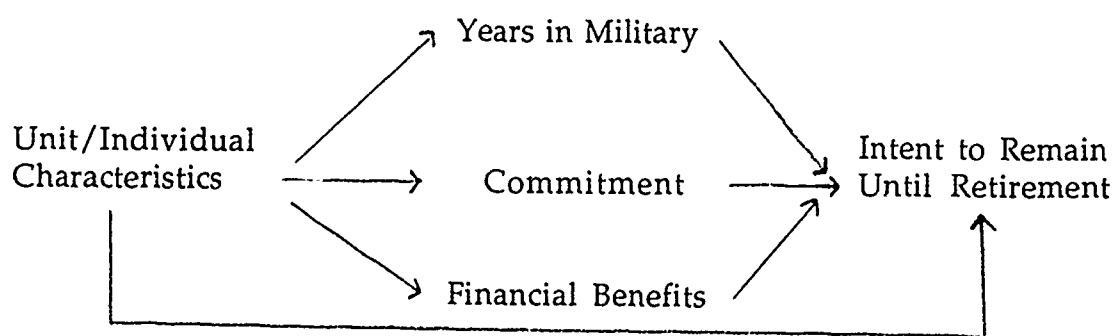 Years in Military
Unit/Individual
Characteristics
Commitment
Intent to Remain
Until Retirement
Financial Benefits